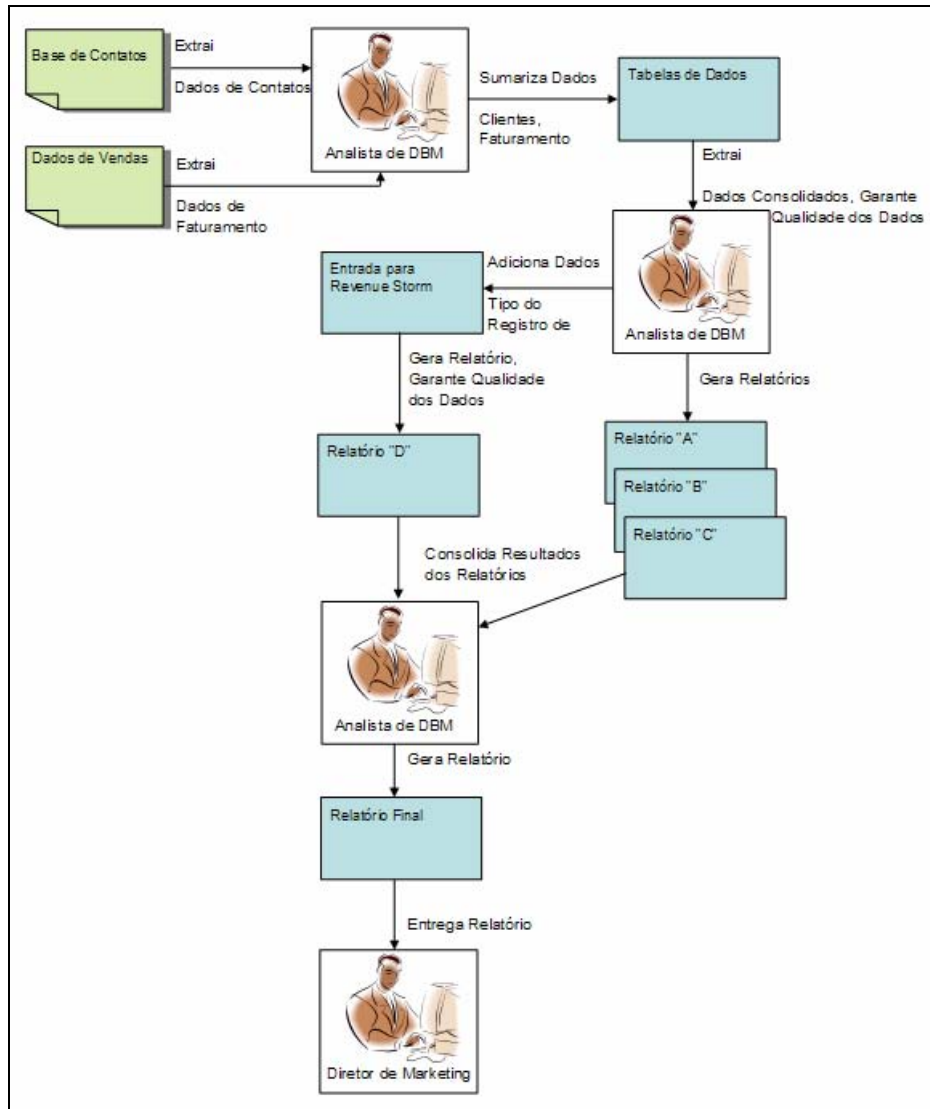 Base de Contatos
Extrai
Dados de Contatos
Analista de DBM
Sumariza Dados
Clientes,
Faturamento
Tabelas de Dados
Dados de Vendas
Extrai
Dados de
Faturamento
Extrai
Dados Consolidados, Garante
Qualidade dos Dados
Analista de DBM
Adiciona Dados
Tipo do
Registro de
Entrada para
Revenue Storm
Gera Relatório,
Garante Qualidade
dos Dados
Gera Relatórios
Relatório "D"
Relatório "A"
Relatório "B"
Relatório "C"
Consolida Resultados
dos Relatórios
Analista de DBM
Gera Relatório
Relatório Final
Entrega Relatório
Diretor de Marketing